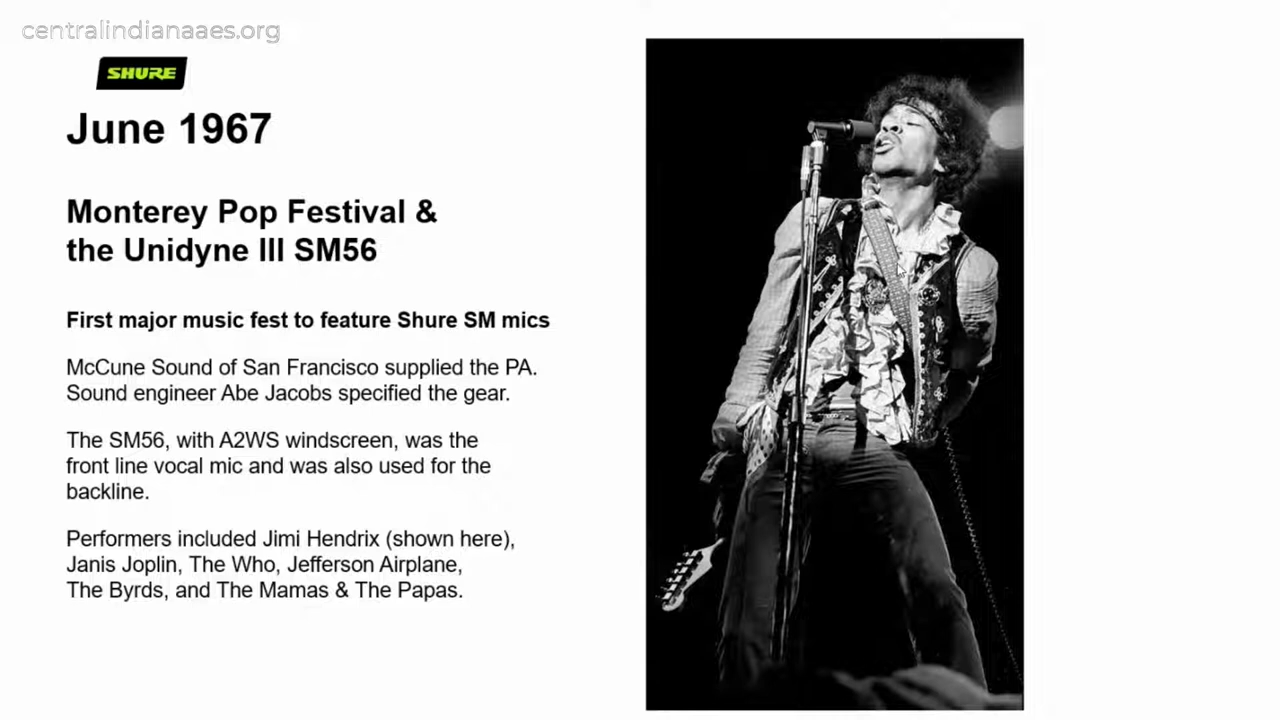 centralindianaaes.org
SHURE
June 1967
Monterey Pop Festival &
the Unidyne III SM56
First major music fest to feature Shure SM mics
McCune Sound of San Francisco supplied the PA.
Sound engineer Abe Jacobs specified the gear.
The SM56, with A2WS windscreen, was the
front line vocal mic and was also used for the
backline.
Performers included Jimi Hendrix (shown here),
Janis Joplin, The Who, Jefferson Airplane,
The Byrds, and The Mamas & The Papas.